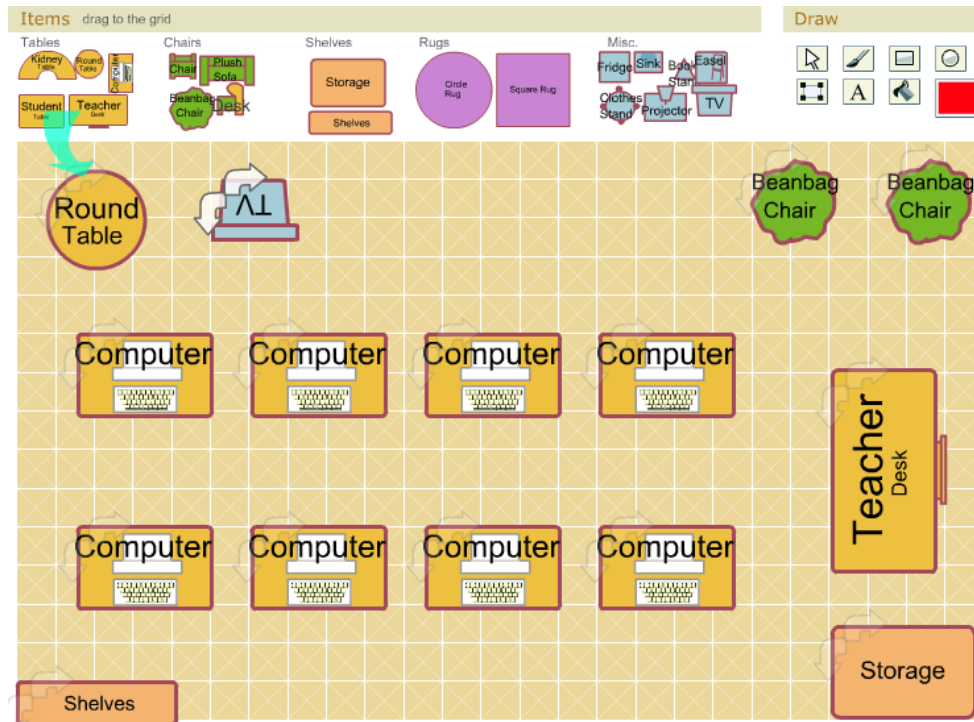 Items drag to the grid
Draw
Tables
Chairs
Shelves
Rugs
Misc.
Kidney
Table
Round
Table
Computer
Student
Table
Teacher
Desk
Chair
Plush
Sofa
Beanbag
Chair
Desk
Storage
Shelves
Circle
Rug
Square Rug
Fridge
Sink
Book
Stan
Easel
Clothes
Stand
Projector
TV
A
Round
Table
TV
Beanbag
Chair
Beanbag
Chair
Computer
Computer
Computer
Computer
Teacher
Desk
Computer
Computer
Computer
Computer
Storage
Shelves